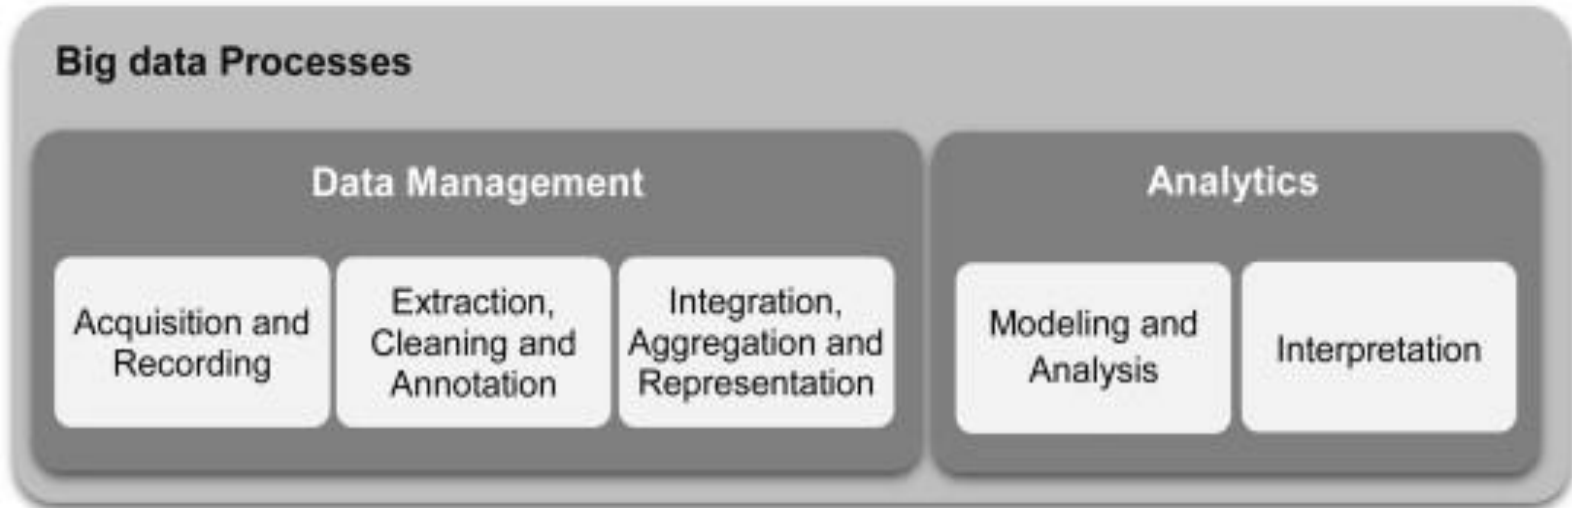 Big data Processes
Data Management
Acquisition and
Recording
Extraction,
Cleaning and
Annotation
Integration,
Aggregation and
Representation
Analytics
Modeling and
Analysis
Interpretation